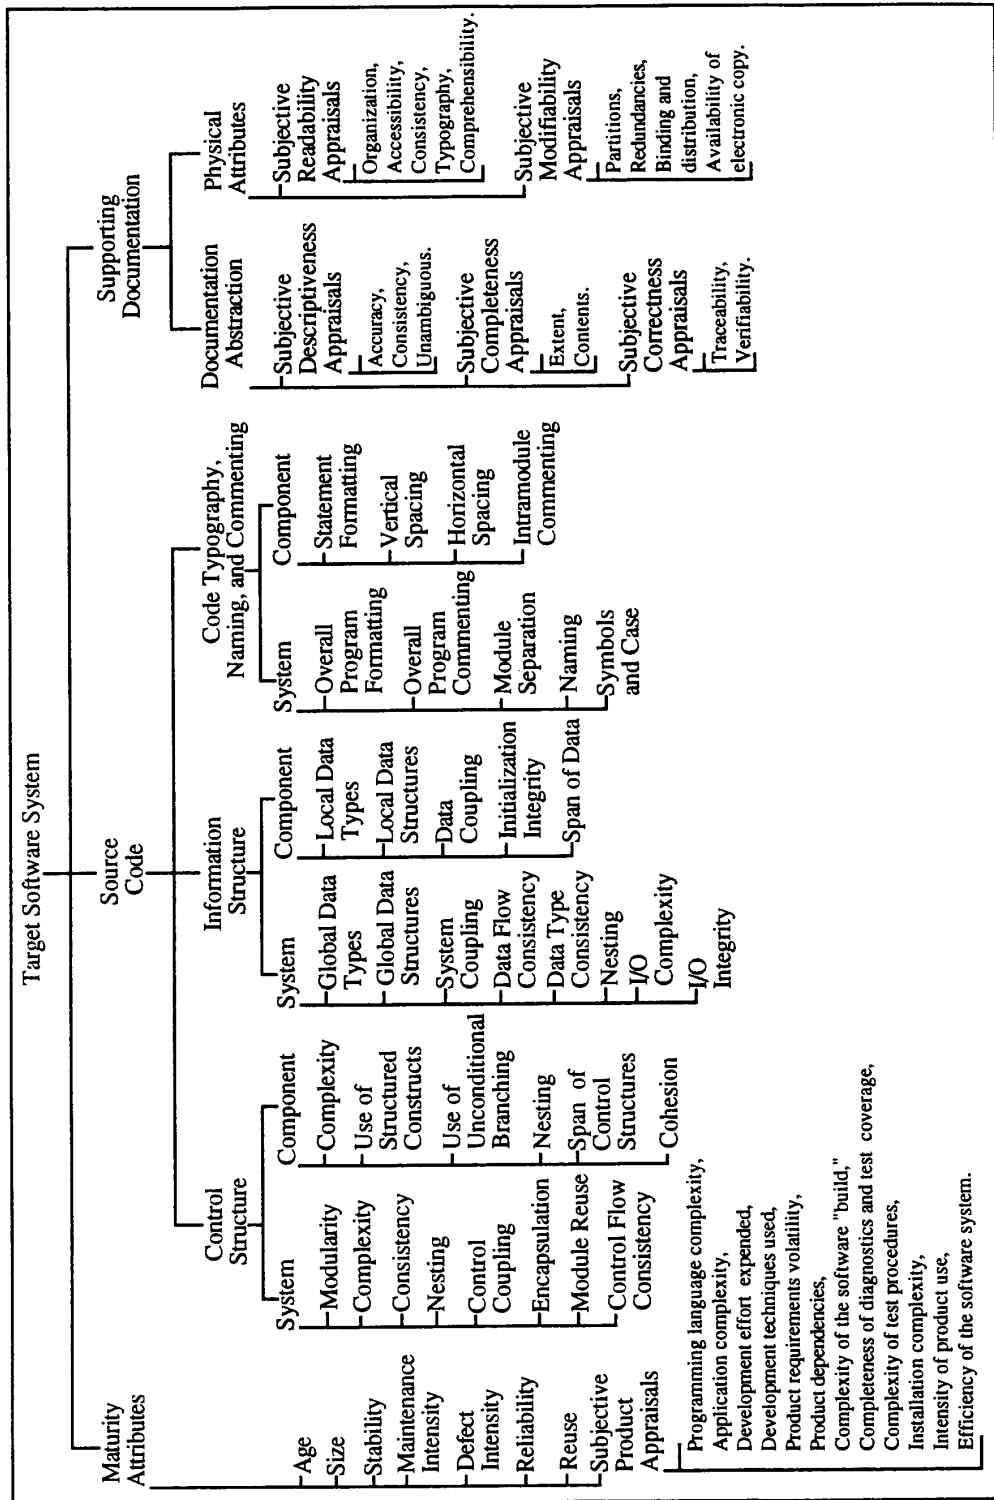 Target Software System
Maturity
Attributes
Age
Size
Stability
Maintenance
Intensity
Defect
Intensity
Reliability
Reuse
Subjective
Product
Appraisals
Programming language complexity,
Application complexity,
Development effort expended,
Development techniques used,
Product requirements volatility,
Product dependencies,
Complexity of the software "build,"
Completeness of diagnostics and test coverage,
Complexity of test procedures,
Installation complexity,
Intensity of product use,
Efficiency of the software system.
Source
Code
Control
Structure
System
Modularity
Complexity
Consistency
Nesting
Control
Coupling
Encapsulation
Module Reuse
Control Flow
Consistency
Component
Complexity
Use of
Structured
Constructs
Use of
Unconditional
Branching
Nesting
Span of
Control
Structures
Cohesion
Information
Structure
System
Global Data
Types
Global Data
Structures
System
Coupling
Data Flow
Consistency
Data Type
Consistency
Nesting
I/O
Complexity
I/O
Integrity
Component
Local Data
Types
Local Data
Structures
Data
Coupling
Initialization
Integrity
Span of Data
Code Typography,
Naming, and Commenting
System
Overall
Program
Formatting
Overall
Program
Commenting
Module
Separation
Naming
Symbols
and Case
Component
Statement
Formatting
Vertical
Spacing
Horizontal
Spacing
Intramodule
Commenting
Supporting
Documentation
Documentation
Abstraction
Subjective
Descriptiveness
Appraisals
Accuracy,
Consistency,
Unambiguous.
Subjective
Completeness
Appraisals
Extent,
Contents.
Subjective
Correctness
Appraisals
Traceability,
Verifiability.
Physical
Attributes
Subjective
Readability
Appraisals
Organization,
Accessibility,
Consistency,
Typography,
Comprehensibility.
Subjective
Modifiability
Appraisals
Partitions,
Redundancies,
Binding and
distribution,
Availability of
electronic copy.